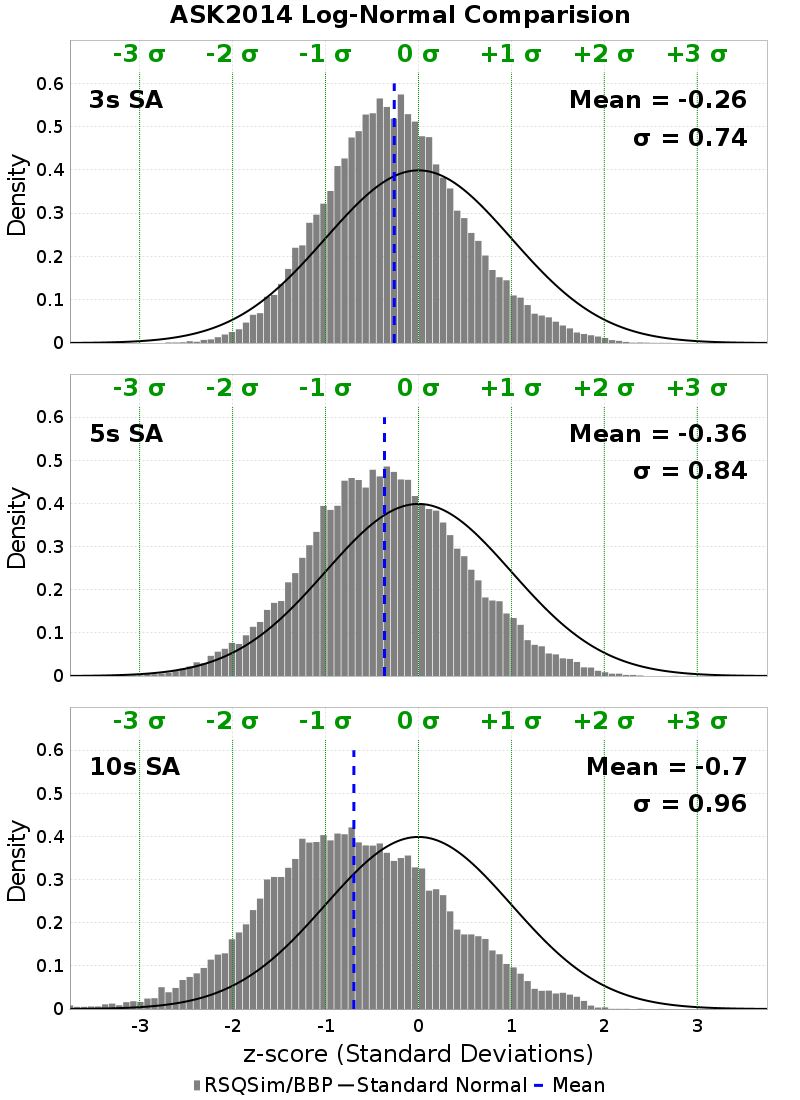 ASK2014 Log-Normal Comparision
-3 σ -2 σ -1 σ 0 σ +1 σ +2 σ +3 σ
3s SA
Mean = -0.26
σ = 0.74
Density
0.6
0.5
0.4
0.3
0.2
0.1
0
-3 σ -2 σ -1 σ 0 σ +1 σ +2 σ +3 σ
5s SA
Mean = -0.36
σ = 0.84
Density
0.6
0.5
0.4
0.3
0.2
0.1
0
-3 σ -2 σ -1 σ 0 σ +1 σ +2 σ +3 σ
10s SA
Mean = -0.7
σ = 0.96
Density
0.6
0.5
0.4
0.3
0.2
0.1
0
-3 -2 -1 0 1 2 3
z-score (Standard Deviations)
RSQSim/BBP Standard Normal Mean